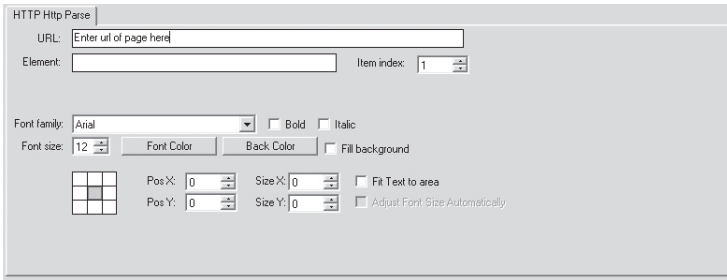 HTTP Http Parse
URL: Enter url of page here
Element: Item index: 1
Font family: Arial Bold Italic
Font size: 12 Font Color Back Color Fill background
Pos X: 0 Size X: 0 Fit Text to area
Pos Y: 0 Size Y: 0 Adjust Font Size Automatically